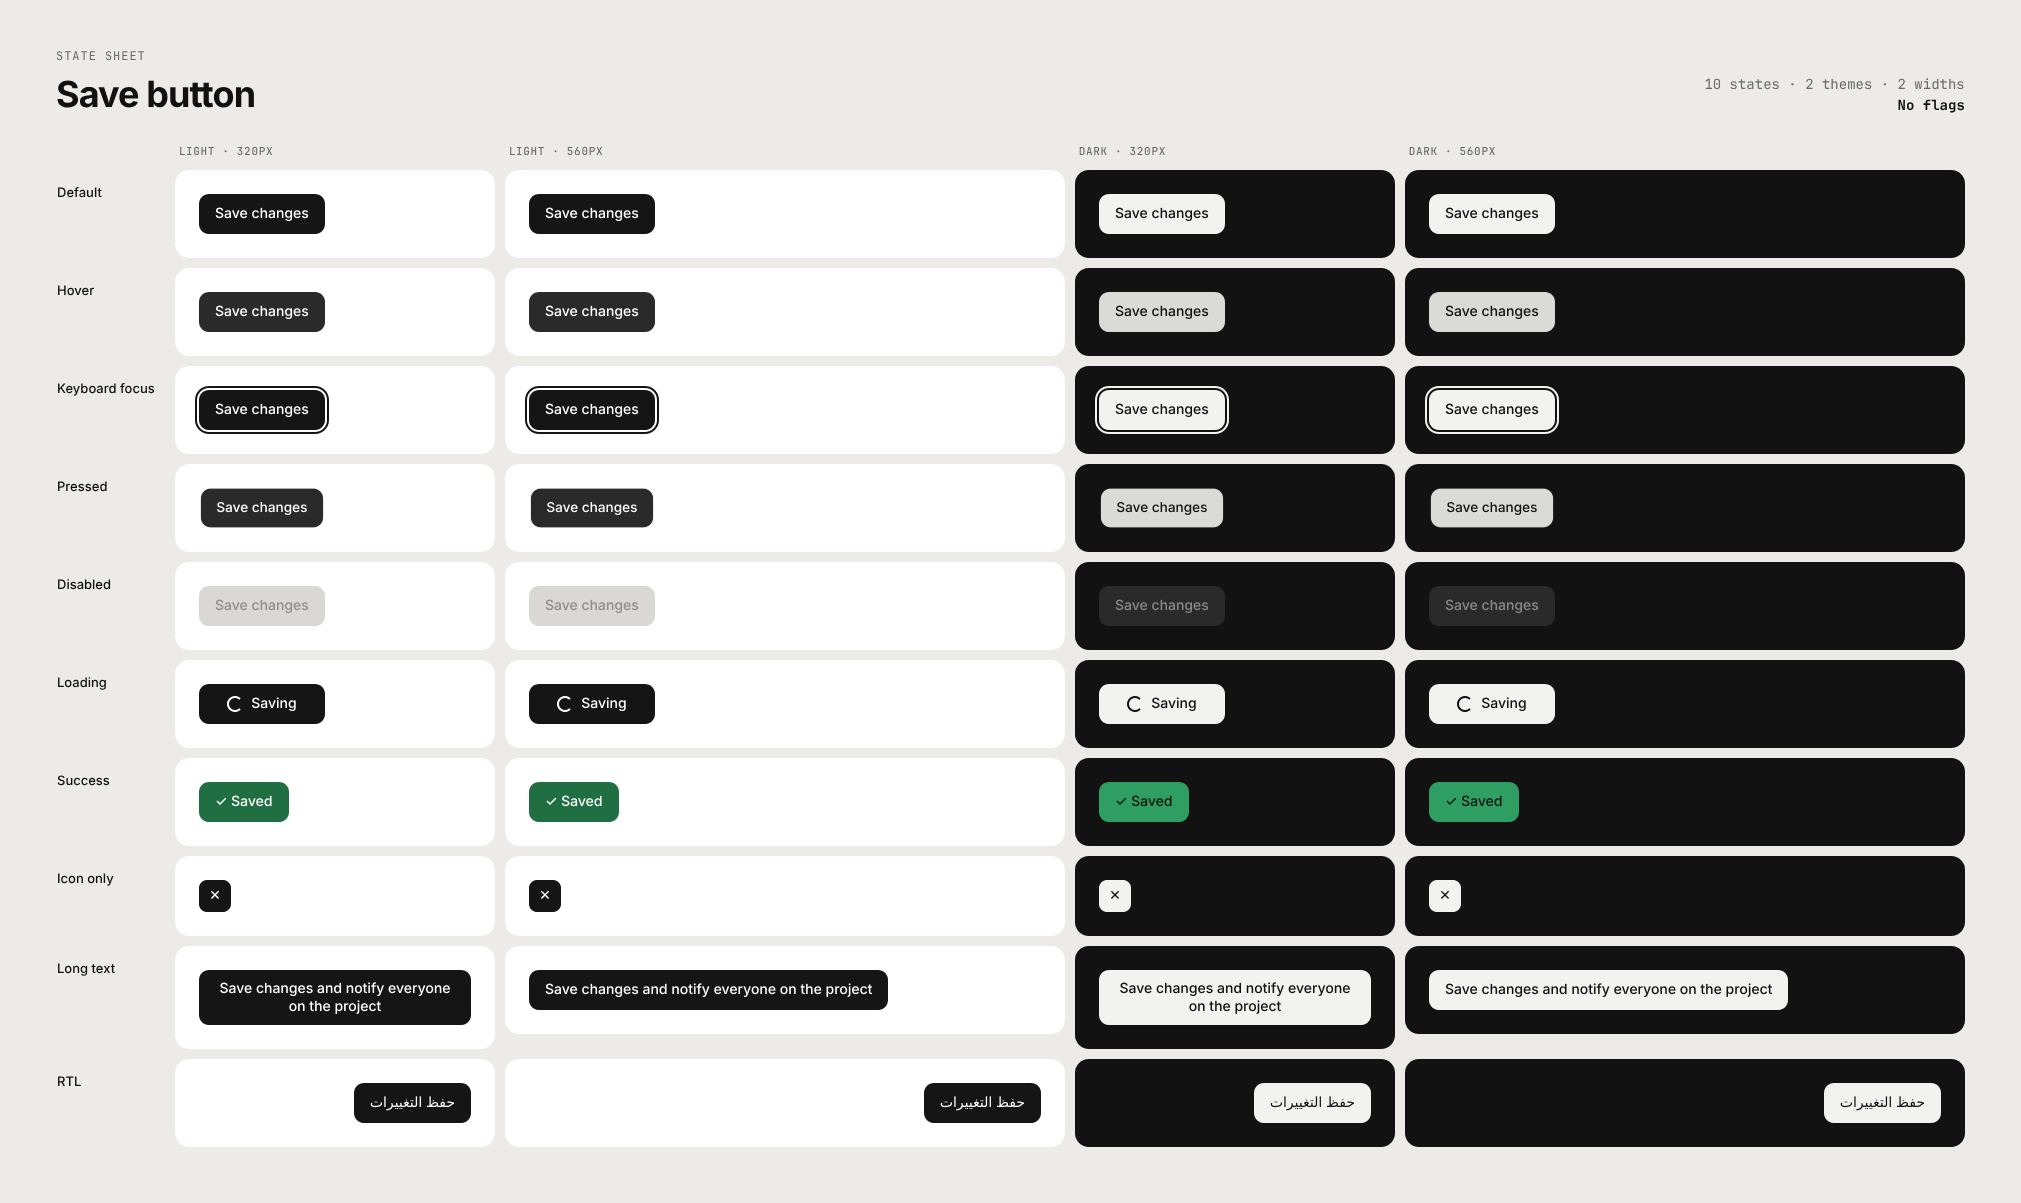 STATE SHEET
Save button
10 states · 2 themes · 2 widths
No flags
LIGHT · 320PX
LIGHT · 560PX
DARK · 320PX
DARK · 560PX
Default
Save changes
Save changes
Save changes
Save changes
Hover
Save changes
Save changes
Save changes
Save changes
Keyboard focus
Save changes
Save changes
Save changes
Save changes
Pressed
Save changes
Save changes
Save changes
Save changes
Disabled
Save changes
Save changes
Save changes
Save changes
Loading
Saving
Saving
Saving
Saving
Success
✓ Saved
✓ Saved
✓ Saved
✓ Saved
Icon only
✕
✕
✕
✕
Long text
Save changes and notify everyone
on the project
Save changes and notify everyone on the project
Save changes and notify everyone
on the project
Save changes and notify everyone on the project
RTL
حفظ التغييرات
حفظ التغييرات
حفظ التغييرات
حفظ التغييرات